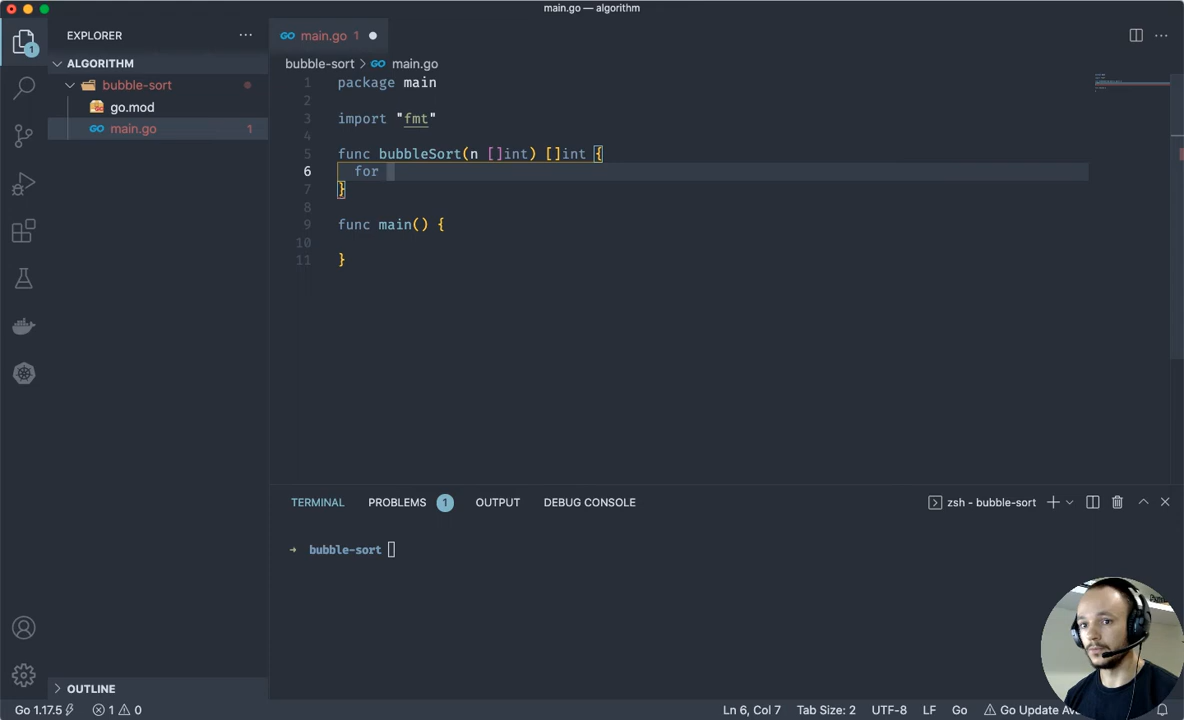 main.go — algorithm
EXPLORER
main.go 1
ALGORITHM
bubble-sort
go.mod
main.go 1
1
bubble-sort > main.go
1 package main
2
3 import "fmt"
4
5 func bubbleSort(n []int) []int {
6 for
7 }
8
9 func main() {
10
11 }
TERMINAL PROBLEMS 1 OUTPUT DEBUG CONSOLE
zsh - bubble-sort
→ bubble-sort
OUTLINE
Go 1.17.5 1 0 Ln 6, Col 7 Tab Size: 2 UTF-8 LF Go Go Update